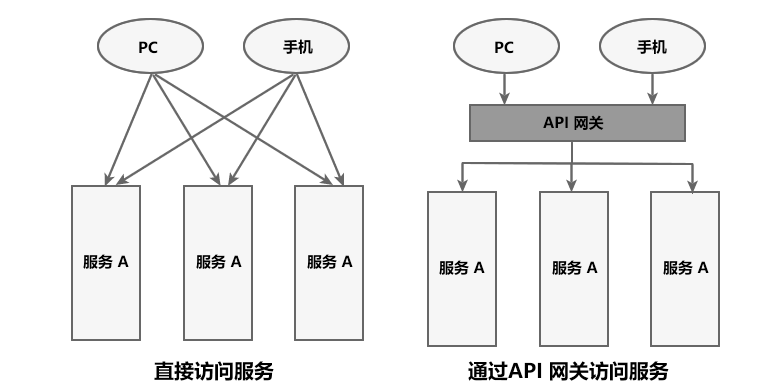 PC
手机
服务 A
服务 A
服务 A
直接访问服务
PC
手机
API 网关
服务 A
服务 A
服务 A
通过API 网关访问服务